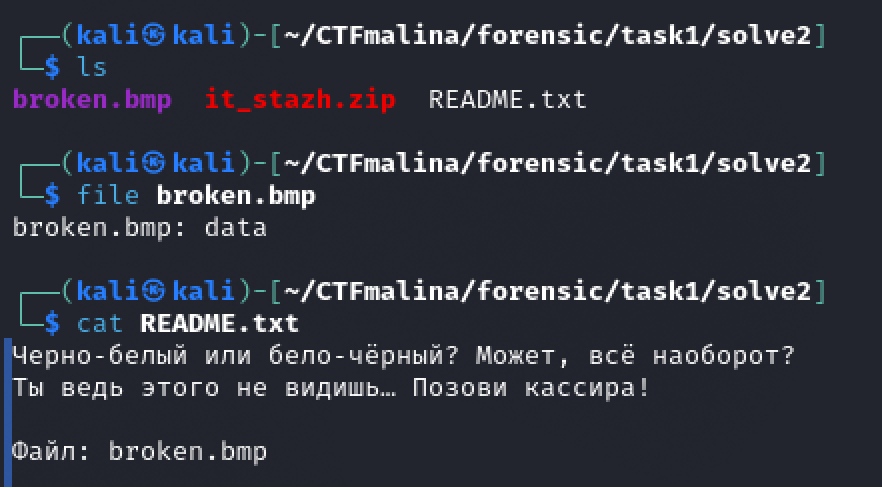 ┌──(kali㉿kali)-[~/CTFmalina/forensic/task1/solve2]
└─$ ls
broken.bmp  it_stazh.zip  README.txt
┌──(kali㉿kali)-[~/CTFmalina/forensic/task1/solve2]
└─$ file broken.bmp
broken.bmp: data
┌──(kali㉿kali)-[~/CTFmalina/forensic/task1/solve2]
└─$ cat README.txt
Черно-белый или бело-чёрный? Может, всё наоборот?
Ты ведь этого не видишь… Позови кассира!
Файл: broken.bmp